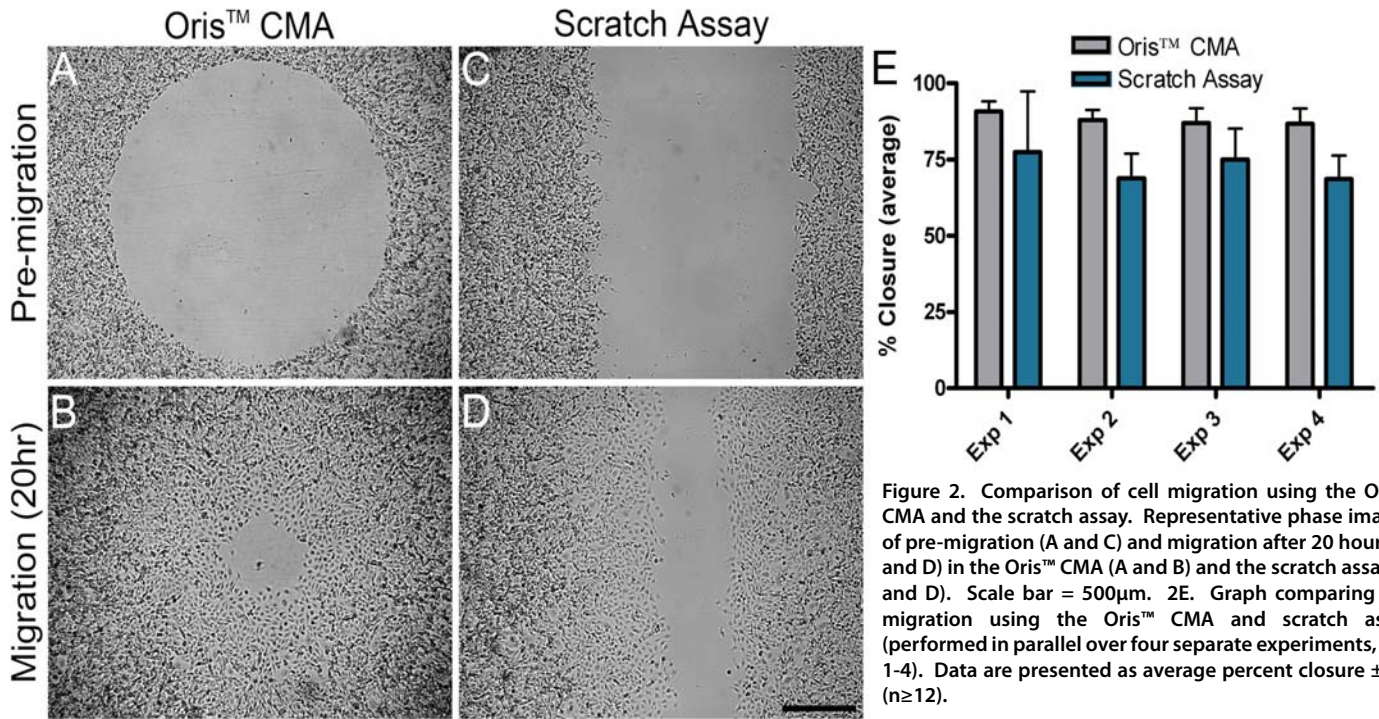 Oris™ CMA
Scratch Assay
Pre-migration
Migration (20hr)
A
C
B
D
E
Oris™ CMA
Scratch Assay
% Closure (average)
100
75
50
25
0
Exp 1
Exp 2
Exp 3
Exp 4
Figure 2. Comparison of cell migration using the
CMA and the scratch assay. Representative phase
of pre-migration (A and C) and migration after 20
and D) in the Oris™ CMA (A and B) and the scratch
and D). Scale bar = 500µm. 2E. Graph comparing
migration using the Oris™ CMA and scratch
(performed in parallel over four separate experiments,
1-4). Data are presented as average percent closure ±
(n≥12).